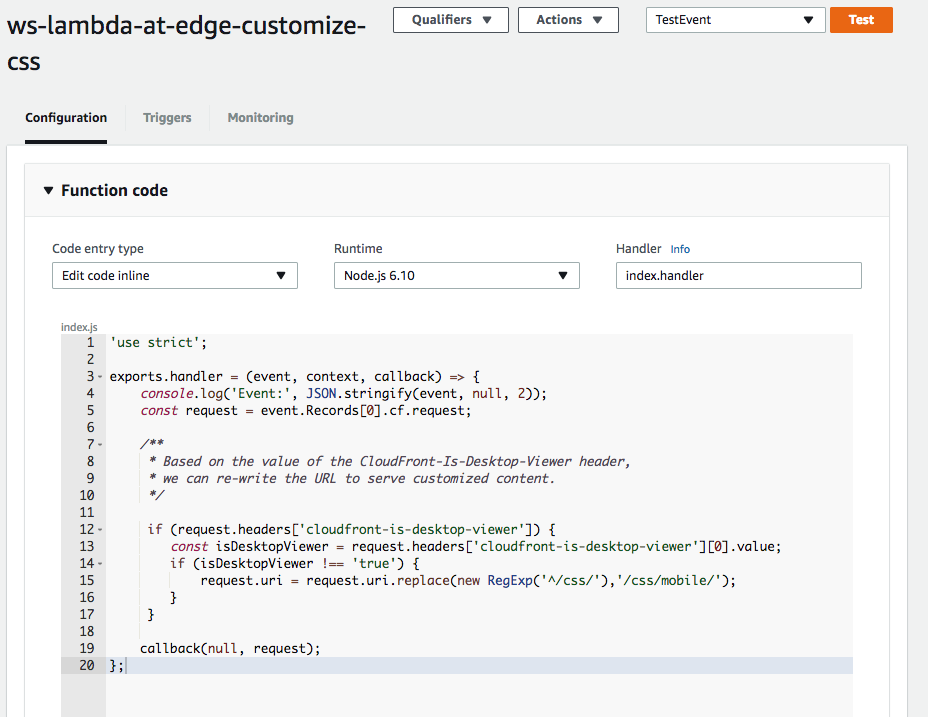 ws-lambda-at-edge-customize-
css
Qualifiers
Actions
TestEvent
Test
Configuration
Triggers
Monitoring
Function code
Code entry type
Runtime
Handler Info
Edit code inline
Node.js 6.10
index.handler
index.js
1 'use strict';
2
3 exports.handler = (event, context, callback) => {
4 console.log('Event:', JSON.stringify(event, null, 2));
5 const request = event.Records[0].cf.request;
6
7 /**
8 * Based on the value of the CloudFront-Is-Desktop-Viewer header,
9 * we can re-write the URL to serve customized content.
10 */
11
12 if (request.headers['cloudfront-is-desktop-viewer']) {
13 const isDesktopViewer = request.headers['cloudfront-is-desktop-viewer'][0].value;
14 if (isDesktopViewer !== 'true') {
15 request.uri = request.uri.replace(new RegExp('^/css/'),'/css/mobile/');
16 }
17 }
18
19 callback(null, request);
20 };